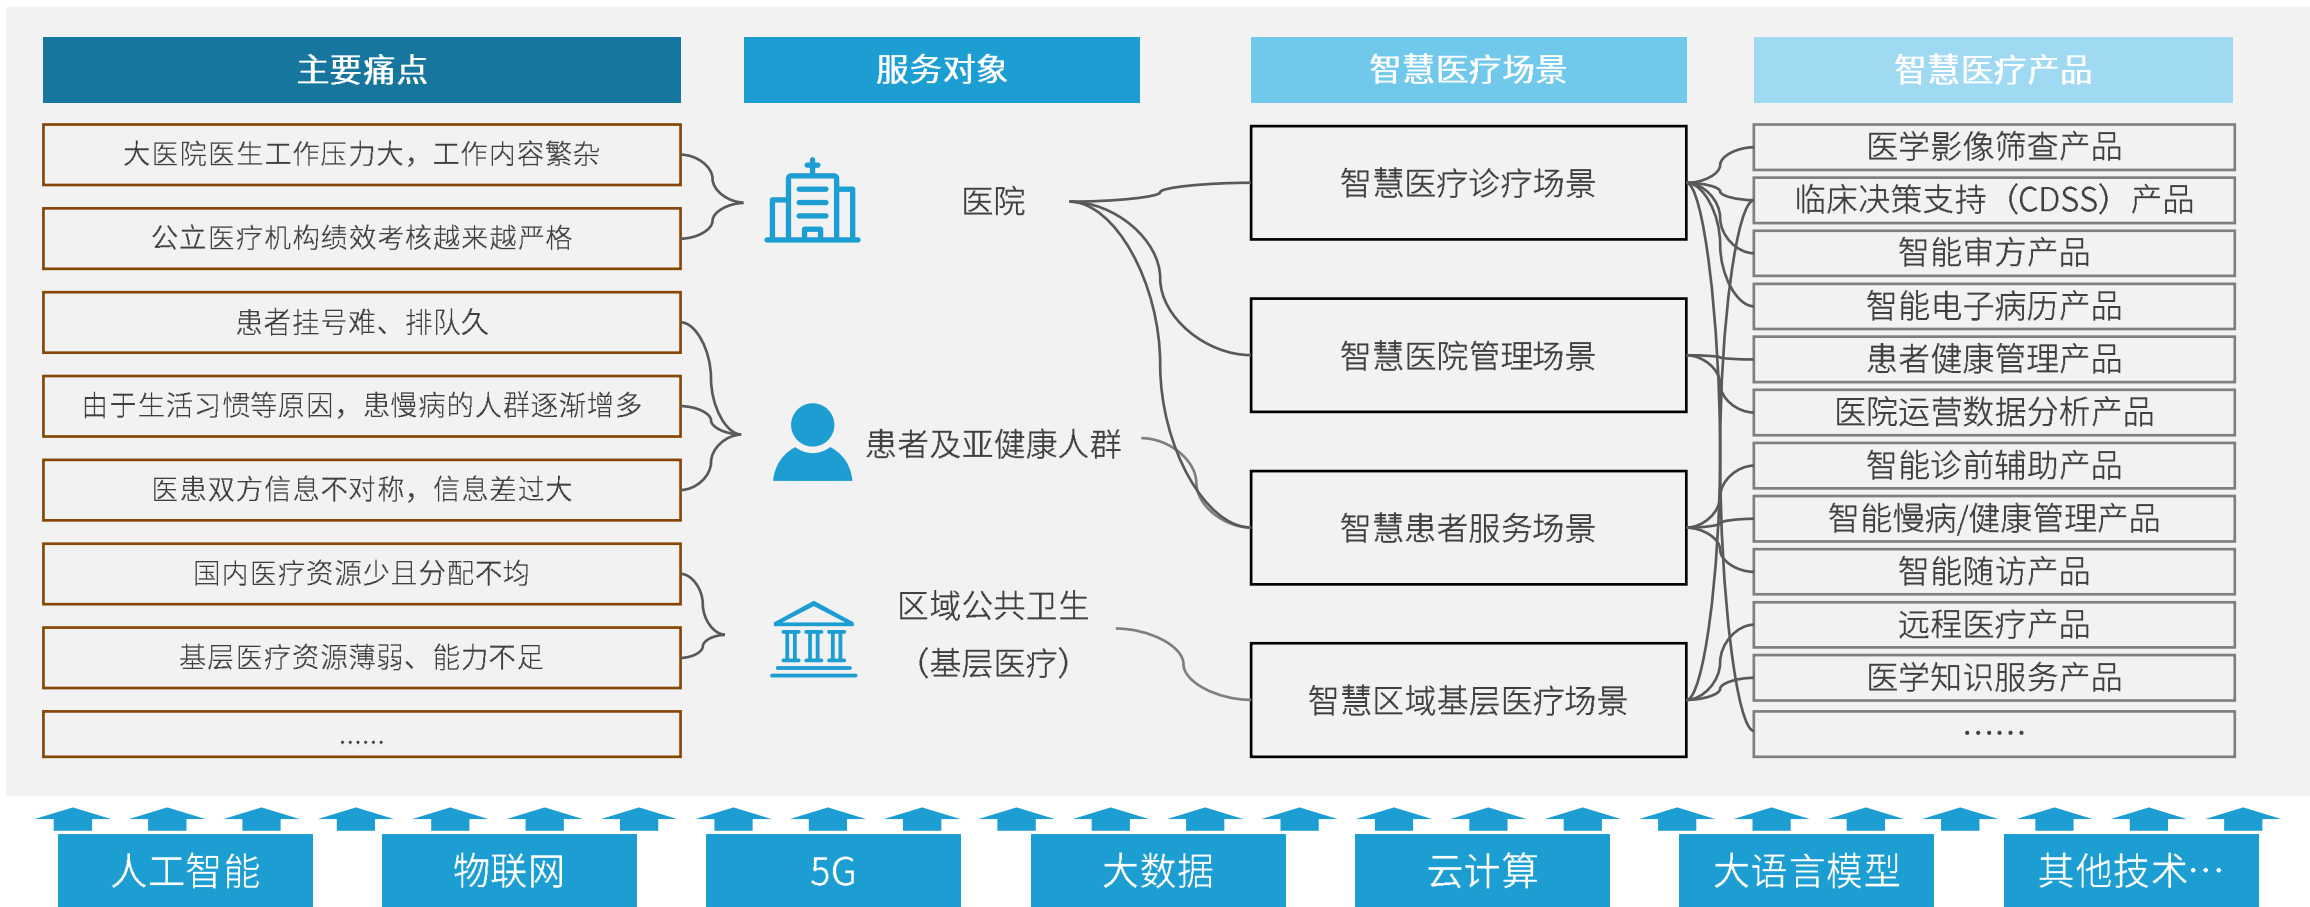 主要痛点
大医院医生工作压力大，工作内容繁杂
公立医疗机构绩效考核越来越严格
患者挂号难、排队久
由于生活习惯等原因，患慢病的人群逐渐增多
医患双方信息不对称，信息差过大
国内医疗资源少且分配不均
基层医疗资源薄弱、能力不足
……
服务对象
医院
患者及亚健康人群
区域公共卫生
（基层医疗）
智慧医疗场景
智慧医疗诊疗场景
智慧医院管理场景
智慧患者服务场景
智慧区域基层医疗场景
智慧医疗产品
医学影像筛查产品
临床决策支持（CDSS）产品
智能审方产品
智能电子病历产品
患者健康管理产品
医院运营数据分析产品
智能诊前辅助产品
智能慢病/健康管理产品
智能随访产品
远程医疗产品
医学知识服务产品
……
人工智能
物联网
5G
大数据
云计算
大语言模型
其他技术…